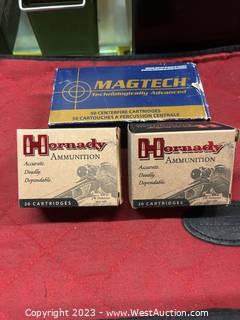 MAGTECH
Technologically Advanced
50 CENTERFIRE CARTRIDGES
50 CARTOUCHES A PERCUSSION CENTRALE
Hornady
AMMUNITION
Accurate.
Deadly.
Dependable.
20 CARTRIDGES
Hornady
AMMUNITION
Accurate.
Deadly.
Dependable.
20 CARTRIDGES
Copyright 2023 - www.WestAuction.com